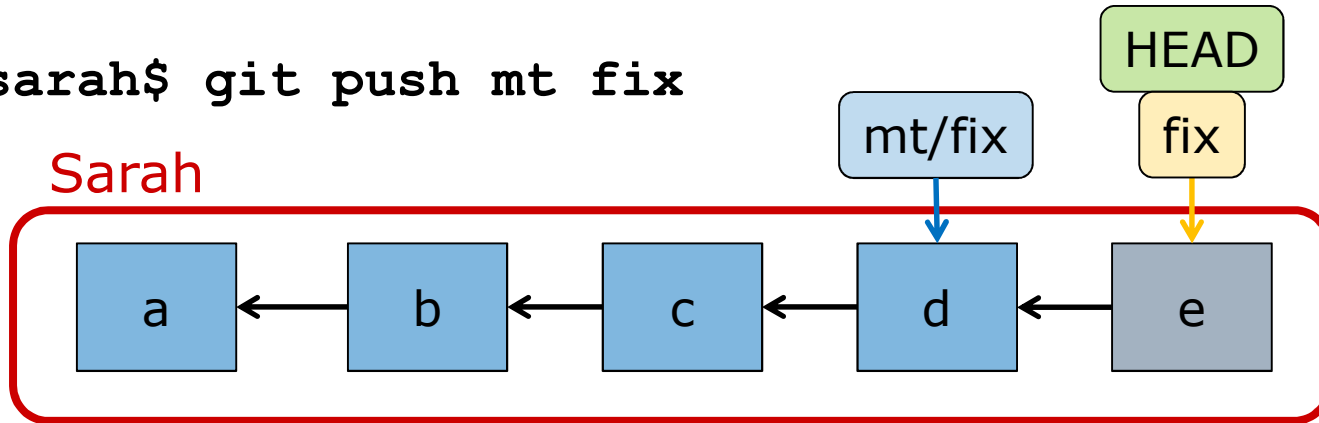 HEAD
sarah$ git push mt fix
mt/fix
fix
Sarah
a
b
c
d
e